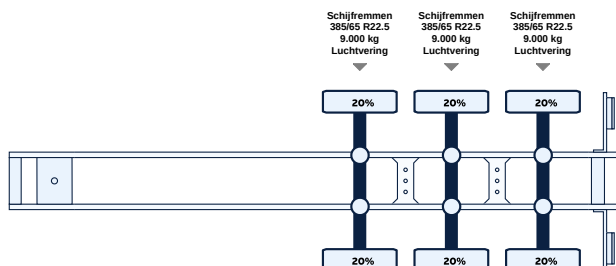 Schijfremmen
385/65 R22.5
9.000 kg
Luchtvering
Schijfremmen
385/65 R22.5
9.000 kg
Luchtvering
Schijfremmen
385/65 R22.5
9.000 kg
Luchtvering
20%
20%
20%
20%
20%
20%